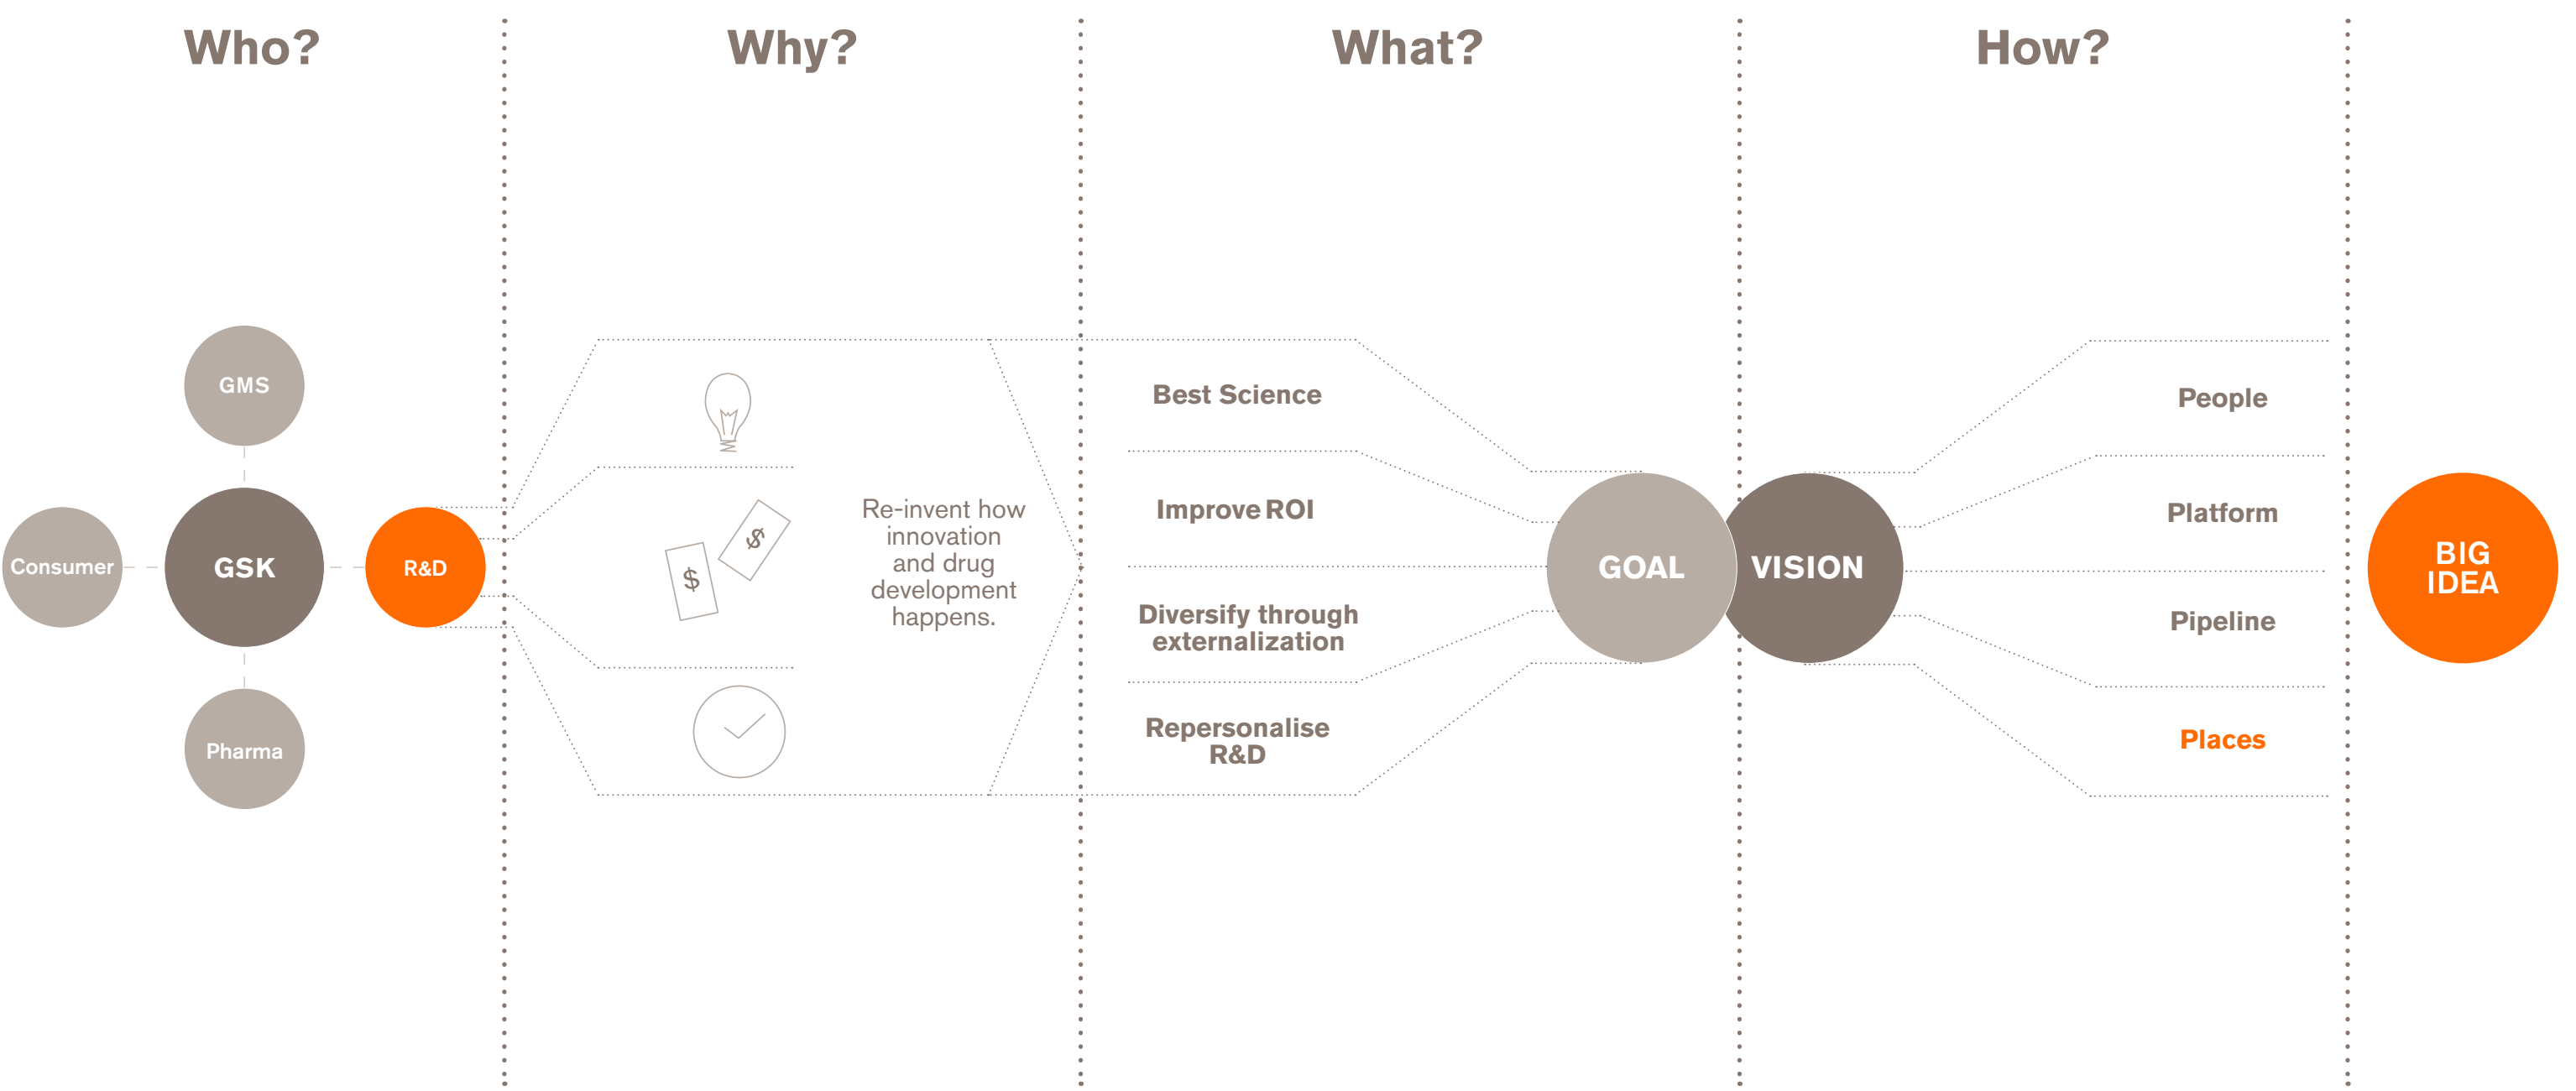 Who?
Why?
What?
How?
GMS
Consumer
GSK
R&D
Pharma
$
$
Re-invent how
innovation
and drug
development
happens.
Best Science
Improve ROI
Diversify through
externalization
Repersonalise
R&D
GOAL
VISION
People
Platform
Pipeline
Places
BIG
IDEA